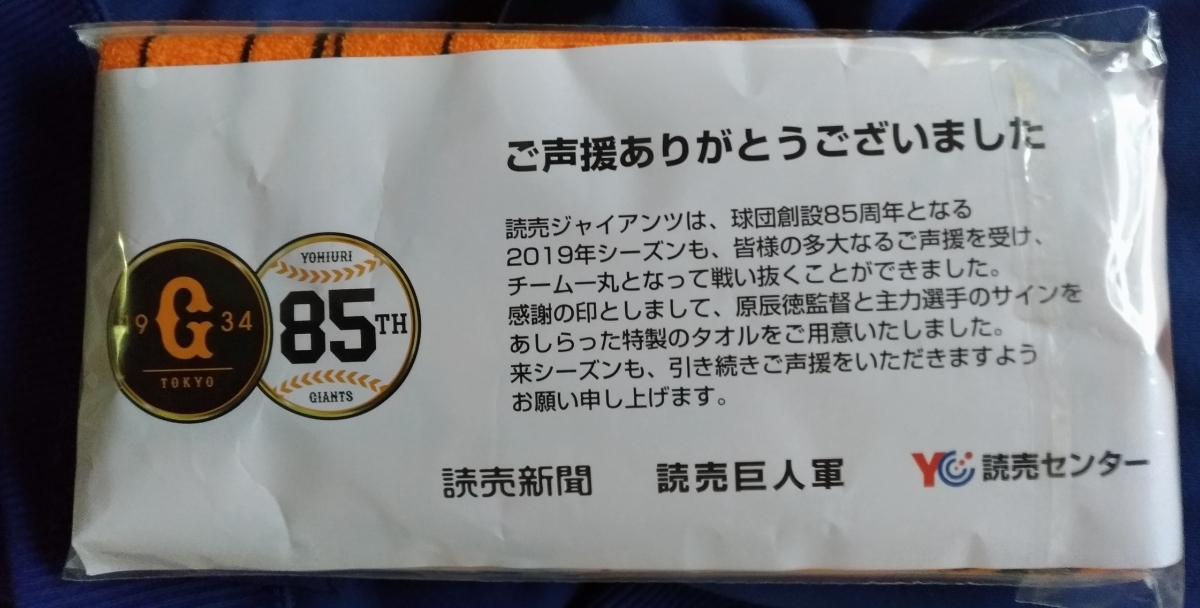 ご声援ありがとうございました
読売ジャイアンツは、球団創設85周年となる
2019年シーズンも、皆様の多大なるご声援を受け、
チーム一丸となって戦い抜くことができました。
感謝の印としまして、原辰徳監督と主力選手のサインを
あしらった特製のタオルをご用意いたしました。
来シーズンも、引き続きご声援をいただきますよう
お願い申し上げます。
9 G 34
TOKYO
YOMIURI
85TH
GIANTS
読売新聞 読売巨人軍 YC 読売センター